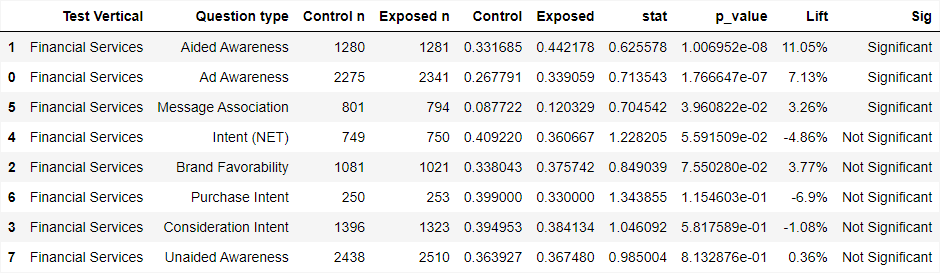 Test Vertical Question type Control n Exposed n Control Exposed stat p_value Lift Sig
1 Financial Services Aided Awareness 1280 1281 0.331685 0.442178 0.625578 1.006952e-08 11.05% Significant
0 Financial Services Ad Awareness 2275 2341 0.267791 0.339059 0.713543 1.766647e-07 7.13% Significant
5 Financial Services Message Association 801 794 0.087722 0.120329 0.704542 3.960822e-02 3.26% Significant
4 Financial Services Intent (NET) 749 750 0.409220 0.360667 1.228205 5.591509e-02 -4.86% Not Significant
2 Financial Services Brand Favorability 1081 1021 0.338043 0.375742 0.849039 7.550280e-02 3.77% Not Significant
6 Financial Services Purchase Intent 250 253 0.399000 0.330000 1.343855 1.154603e-01 -6.9% Not Significant
3 Financial Services Consideration Intent 1396 1323 0.394953 0.384134 1.046092 5.817589e-01 -1.08% Not Significant
7 Financial Services Unaided Awareness 2438 2510 0.363927 0.367480 0.985004 8.132876e-01 0.36% Not Significant